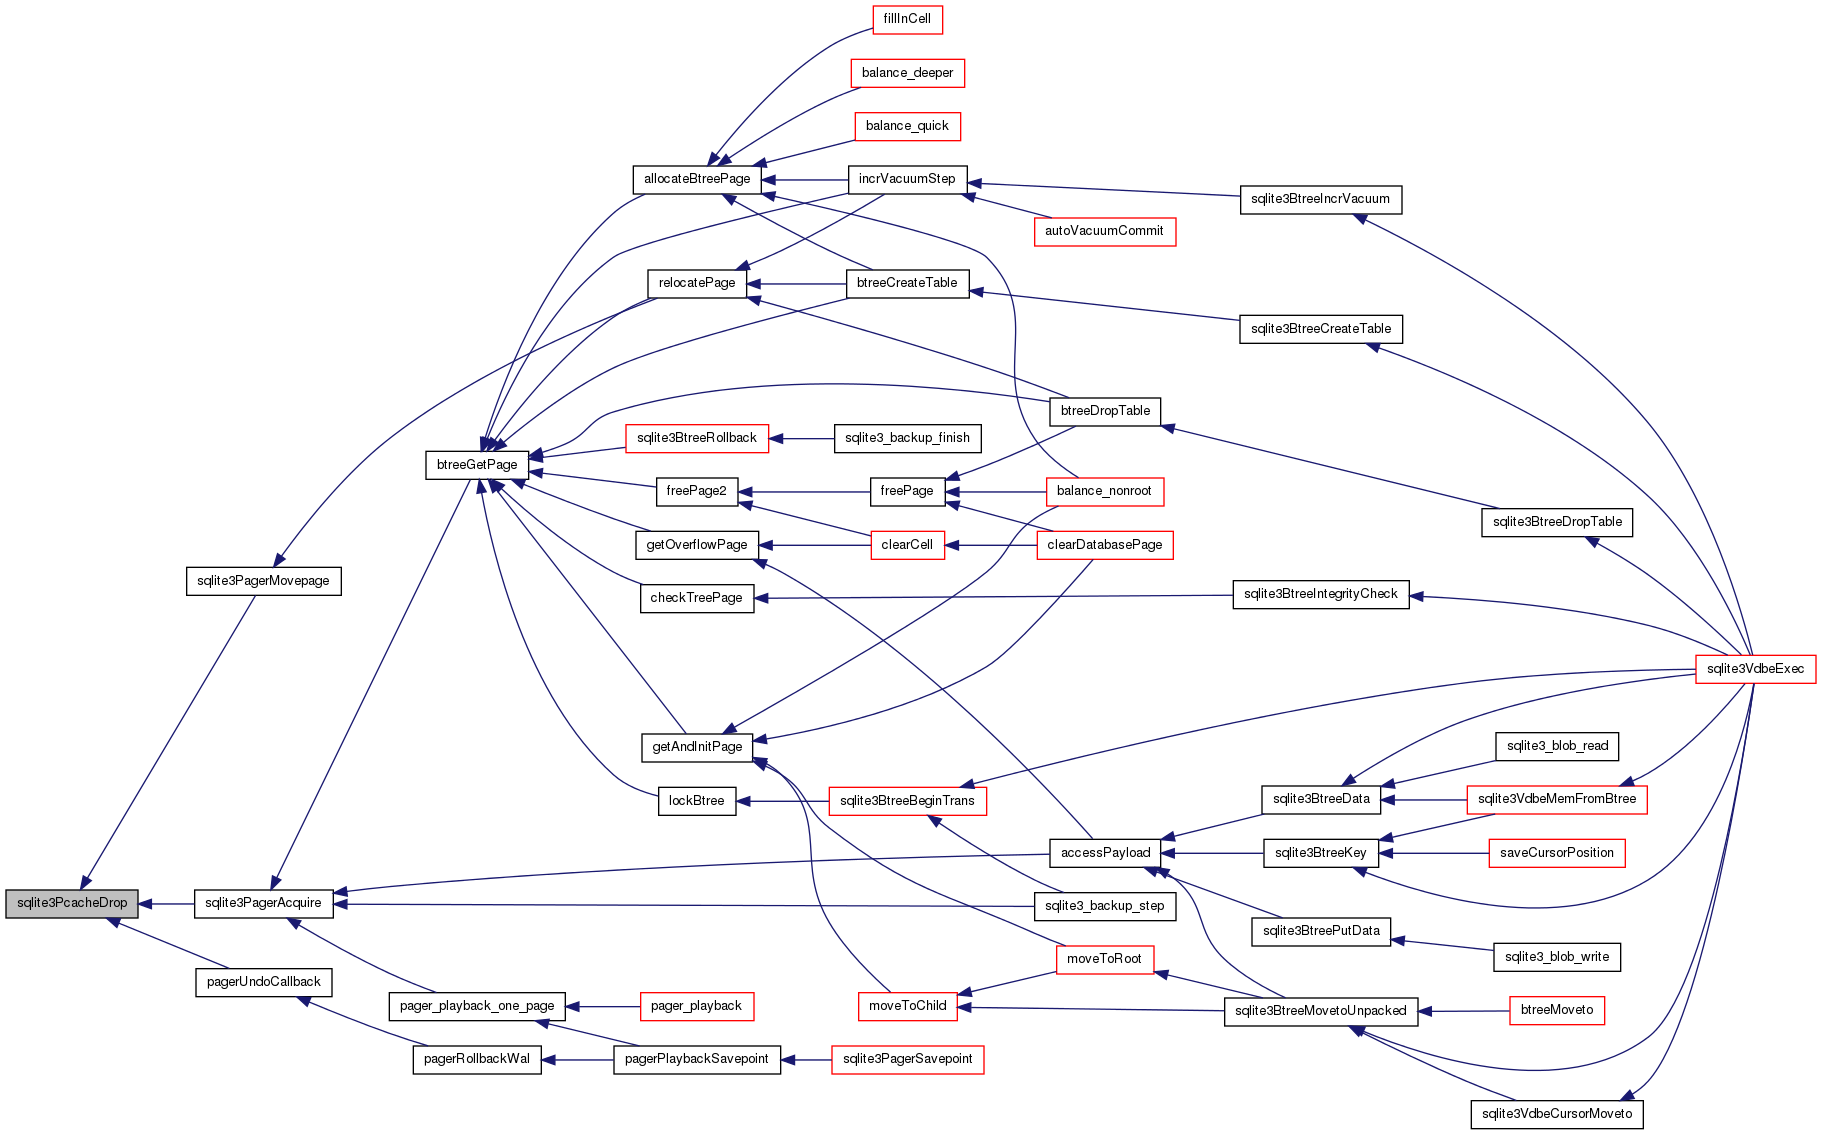 fillInCell
balance_deeper
balance_quick
allocateBtreePage
incrVacuumStep
sqlite3BtreeIncrVacuum
autoVacuumCommit
relocatePage
btreeCreateTable
sqlite3BtreeCreateTable
btreeDropTable
sqlite3BtreeRollback
sqlite3_backup_finish
btreeGetPage
freePage2
freePage
balance_nonroot
sqlite3BtreeDropTable
getOverflowPage
clearCell
clearDatabasePage
sqlite3PagerMovepage
checkTreePage
sqlite3BtreeIntegrityCheck
sqlite3VdbeExec
getAndInitPage
sqlite3_blob_read
lockBtree
sqlite3BtreeBeginTrans
sqlite3BtreeData
sqlite3VdbeMemFromBtree
accessPayload
sqlite3BtreeKey
saveCursorPosition
sqlite3PcacheDrop
sqlite3PagerAcquire
sqlite3_backup_step
sqlite3BtreePutData
sqlite3_blob_write
moveToRoot
pagerUndoCallback
pager_playback_one_page
pager_playback
moveToChild
sqlite3BtreeMovetoUnpacked
btreeMoveto
pagerRollbackWal
pagerPlaybackSavepoint
sqlite3PagerSavepoint
sqlite3VdbeCursorMoveto